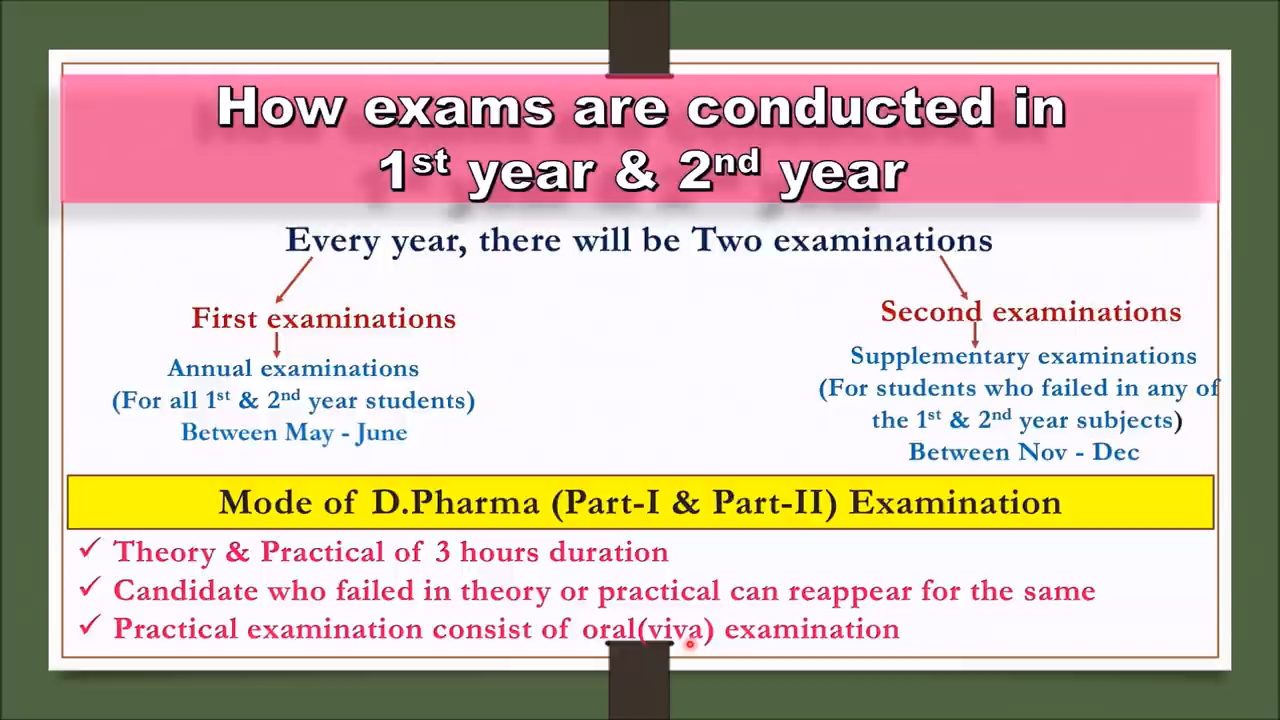 How exams are conducted in
1st year & 2nd year
Every year, there will be Two examinations
First examinations
Annual examinations
(For all 1st & 2nd year students)
Between May - June
Second examinations
Supplementary examinations
(For students who failed in any of
the 1st & 2nd year subjects)
Between Nov - Dec
Mode of D.Pharma (Part-I & Part-II) Examination
✓ Theory & Practical of 3 hours duration
✓ Candidate who failed in theory or practical can reappear for the same
✓ Practical examination consist of oral(viva) examination